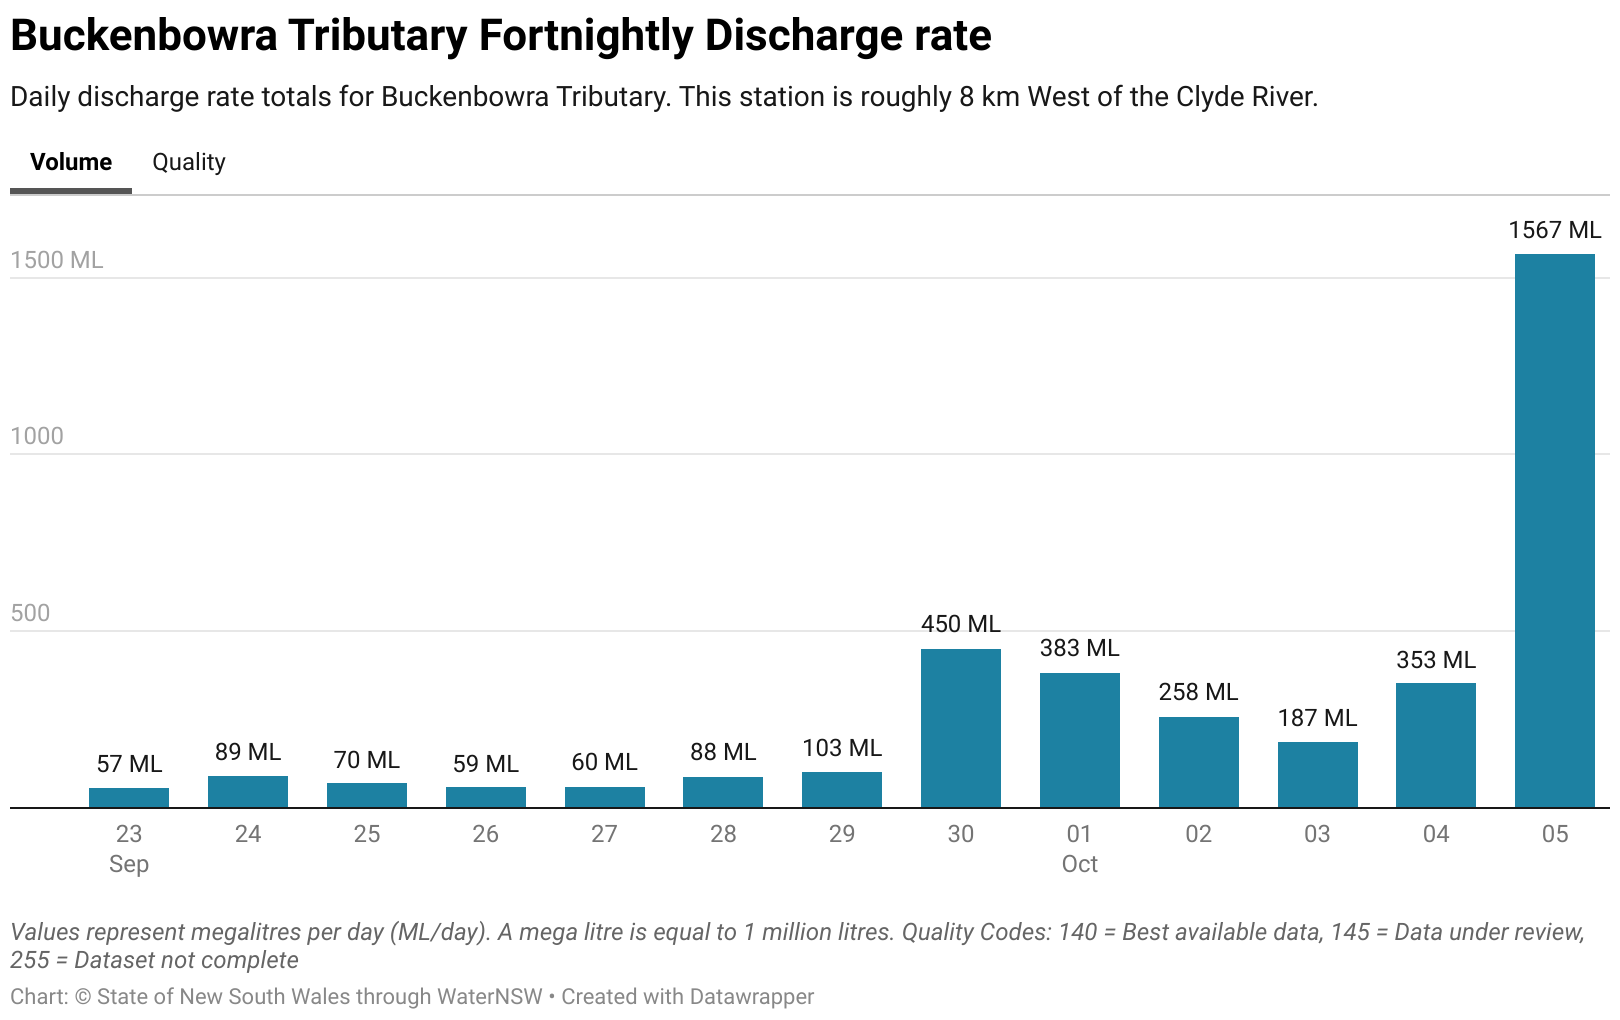 Buckenbowra Tributary Fortnightly Discharge rate
Daily discharge rate totals for Buckenbowra Tributary. This station is roughly 8 km West of the Clyde River.
Volume Quality
1567 ML
1500 ML
1000
500
450 ML
383 ML
353 ML
258 ML
187 ML
103 ML
57 ML 89 ML 70 ML 59 ML 60 ML 88 ML
23 24 25 26 27 28 29 30 01 02 03 04 05
Sep Oct
Values represent megalitres per day (ML/day). A mega litre is equal to 1 million litres. Quality Codes: 140 = Best available data, 145 = Data under review,
255 = Dataset not complete
Chart: © State of New South Wales through WaterNSW • Created with Datawrapper